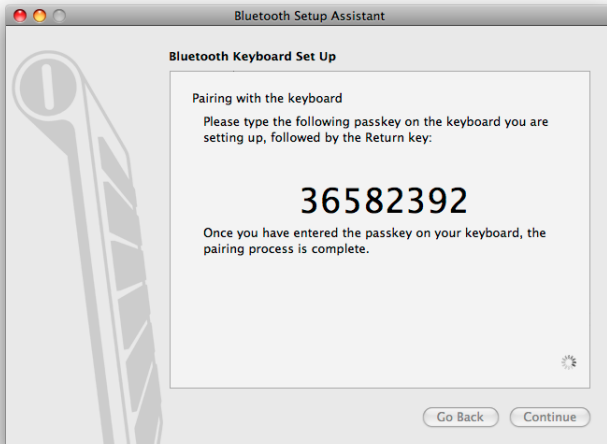 Bluetooth Setup Assistant
Bluetooth Keyboard Set Up
Pairing with the keyboard
Please type the following passkey on the keyboard you are
setting up, followed by the Return key:
36582392
Once you have entered the passkey on your keyboard, the
pairing process is complete.
Go Back
Continue